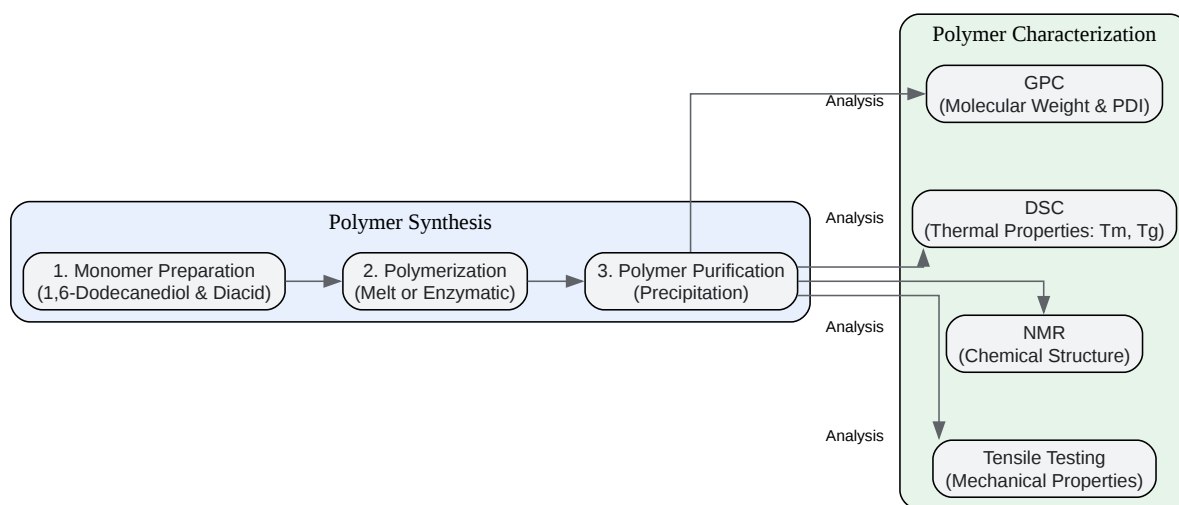 Polymer Synthesis
1. Monomer Preparation
(1,6-Dodecanediol & Diacid)
2. Polymerization
(Melt or Enzymatic)
3. Polymer Purification
(Precipitation)
Analysis
Analysis
Analysis
Analysis
Polymer Characterization
GPC
(Molecular Weight & PDI)
DSC
(Thermal Properties: Tm, Tg)
NMR
(Chemical Structure)
Tensile Testing
(Mechanical Properties)